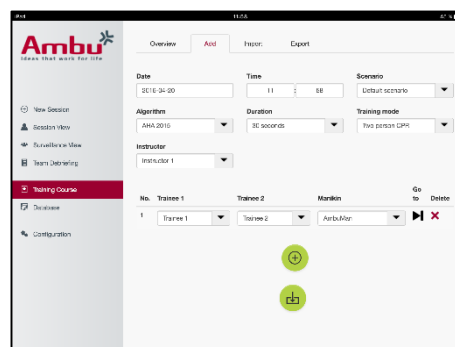 iPad
11:58
Ambu
Ideas that work for life
Overview
Add
Import
Export
Date
Time
Scenario
2016-04-20
11
:
58
Default scenario
Algorithm
Duration
Training mode
AHA 2015
30 seconds
Two person CPR
Instructor
Instructor 1
New Session
Session View
Surveillance View
Team Debriefing
Training Course
Database
Configuration
No.
Trainee 1
Trainee 2
Manikin
Go to
Delete
1
Trainee 1
Trainee 2
AmbuMan